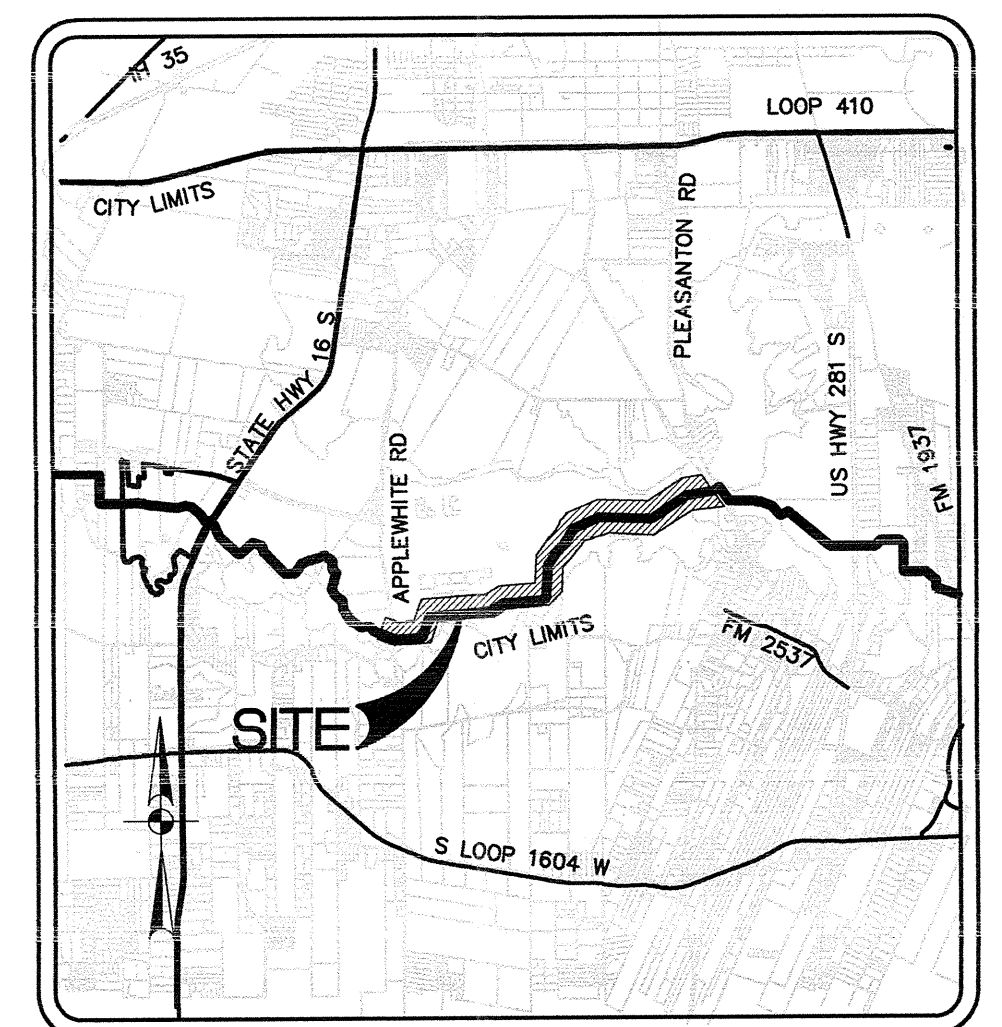 IH 35
LOOP 410
CITY LIMITS
PLEASANTON RD
STATE HWY 16 S
US HWY 281 S
FM 1937
APPLEWHITE RD
CITY LIMITS
FM 2537
SITE
S LOOP 1604 W